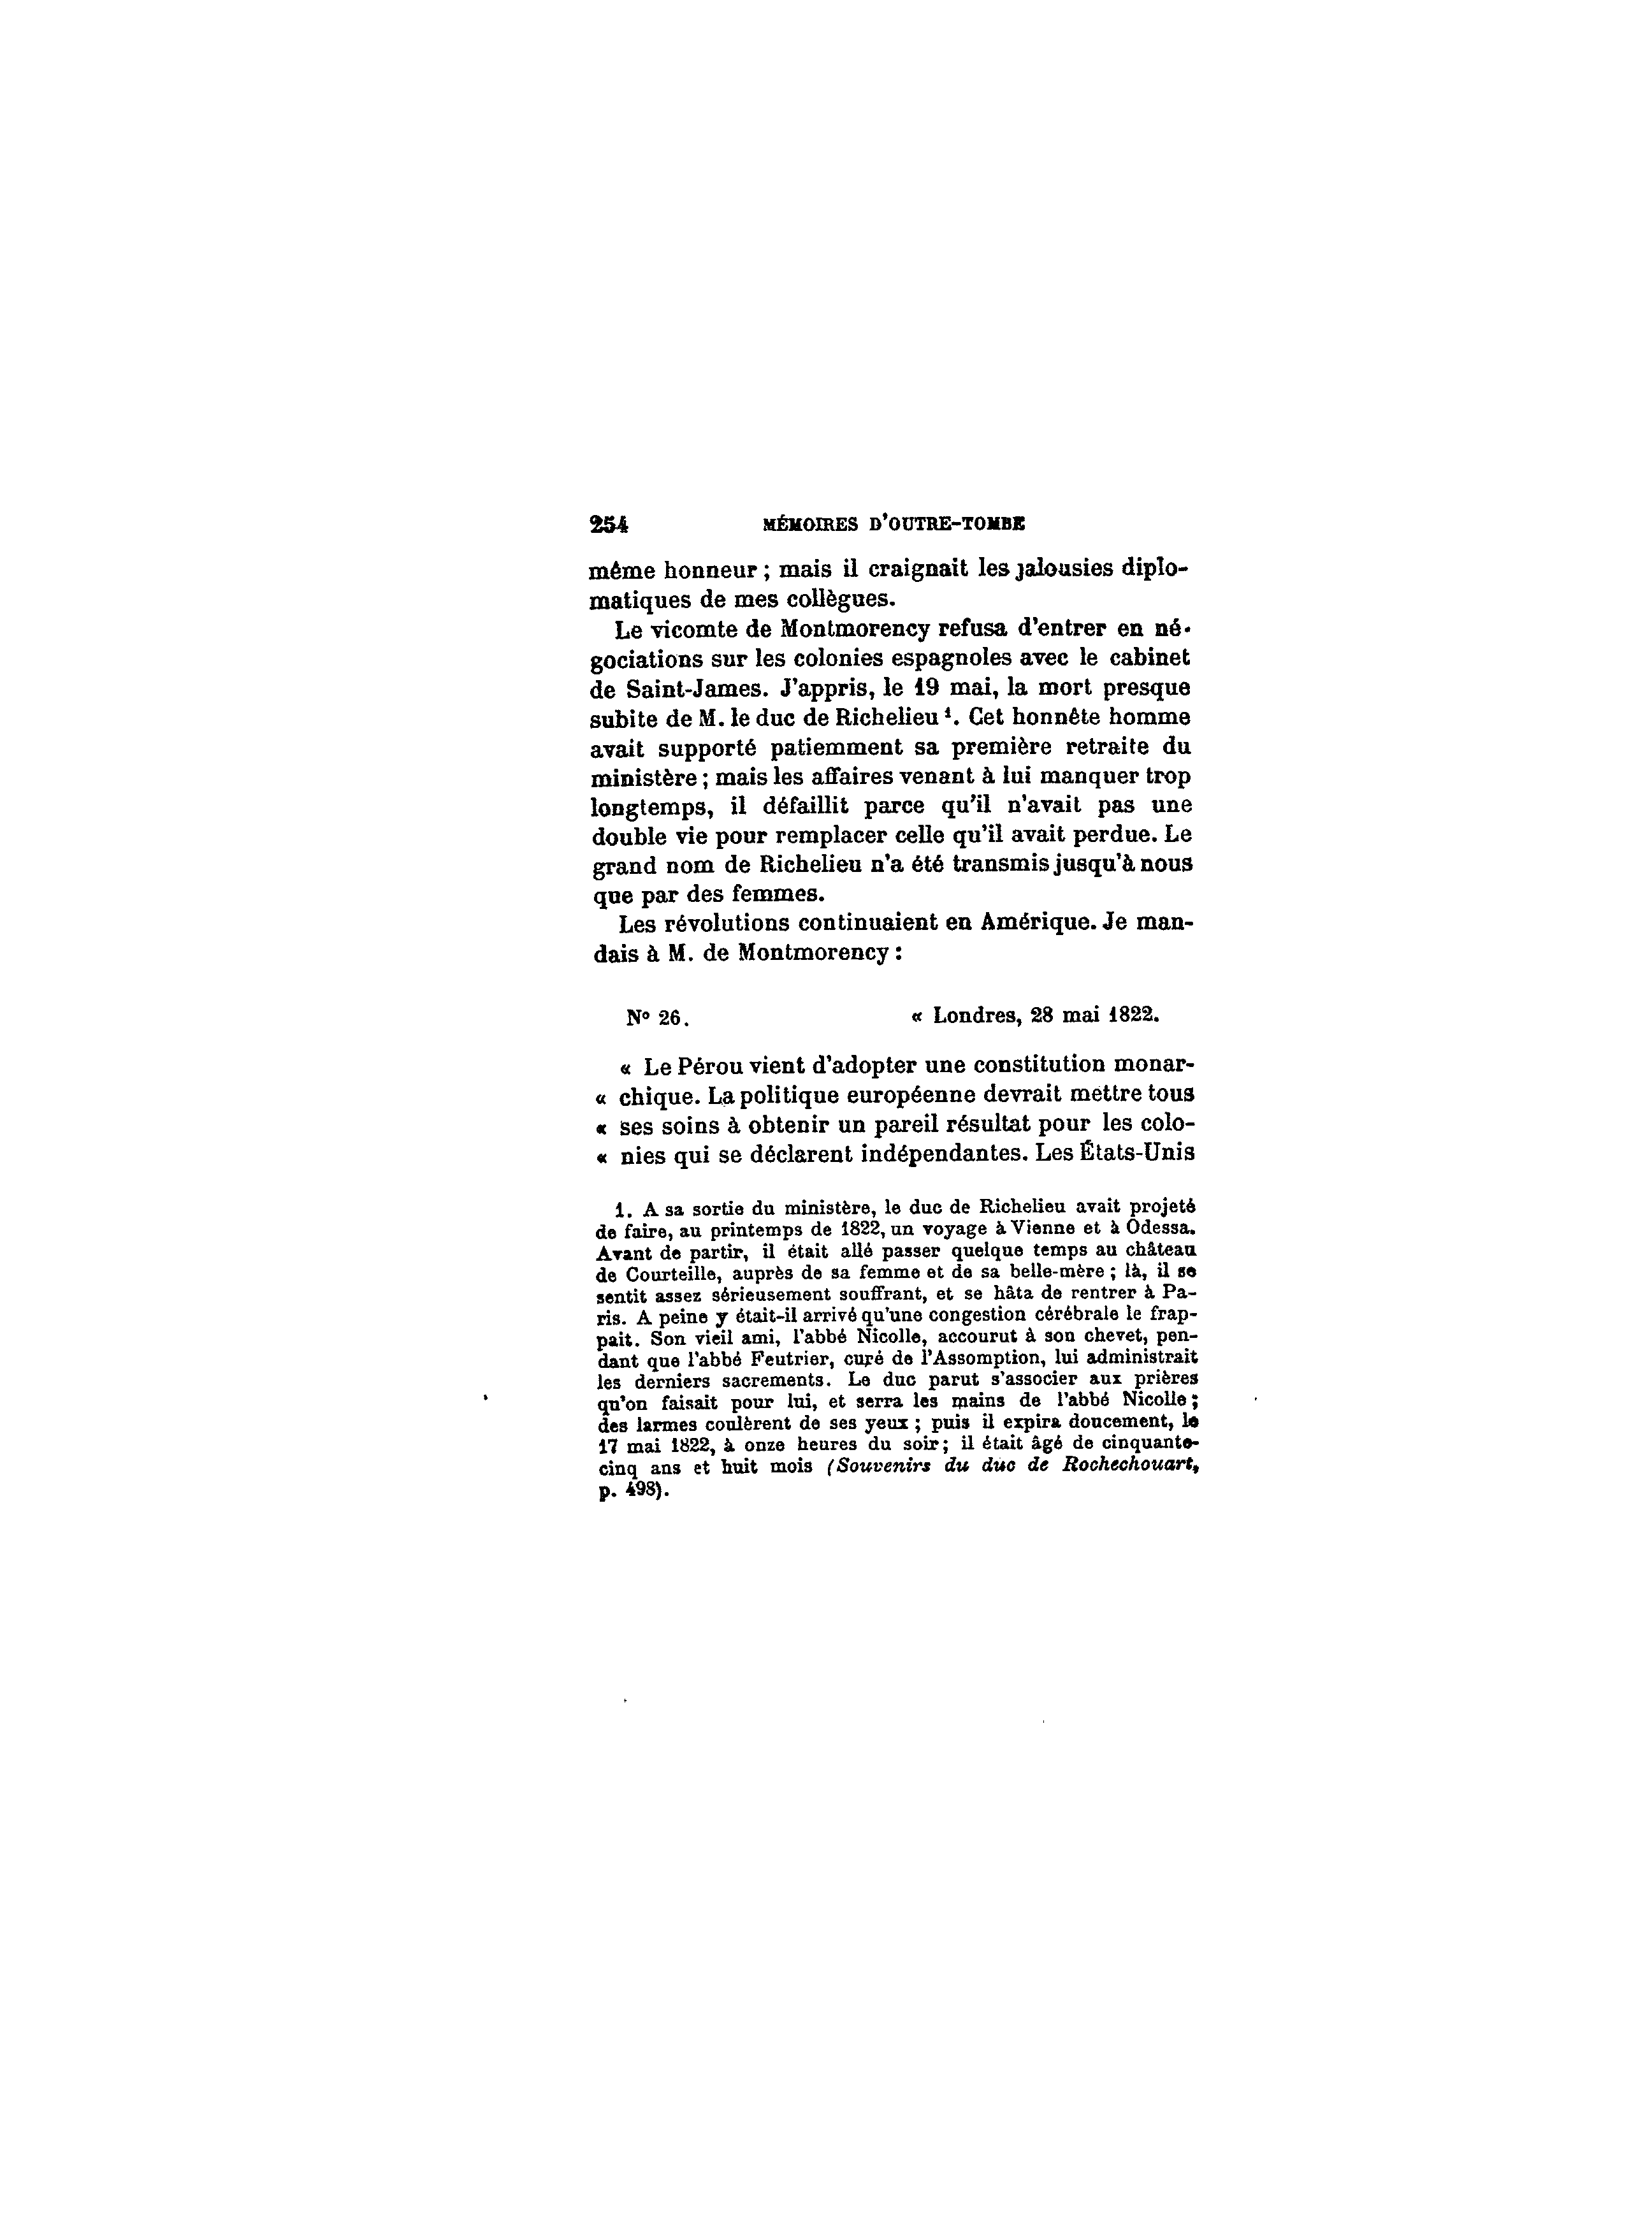 254 MÉMOIRES D'OUTRE-TOMBE
même honneur ; mais il craignait les jalousies diplo-
matiques de mes collègues.
Le vicomte de Montmorency refusa d'entrer en né-
gociations sur les colonies espagnoles avec le cabinet
de Saint-James. J'appris, le 19 mai, la mort presque
subite de M. le duc de Richelieu ¹. Cet honnête homme
avait supporté patiemment sa première retraite du
ministère ; mais les affaires venant à lui manquer trop
longtemps, il défaillit parce qu'il n'avait pas une
double vie pour remplacer celle qu'il avait perdue. Le
grand nom de Richelieu n'a été transmis jusqu'à nous
que par des femmes.
Les révolutions continuaient en Amérique. Je man-
dais à M. de Montmorency :
Nº 26. « Londres, 28 mai 1822.
« Le Pérou vient d'adopter une constitution monar-
« chique. La politique européenne devrait mettre tous
« ses soins à obtenir un pareil résultat pour les colo-
« nies qui se déclarent indépendantes. Les États-Unis
1. A sa sortie du ministère, le duc de Richelieu avait projeté
de faire, au printemps de 1822, un voyage à Vienne et à Odessa.
Avant de partir, il était allé passer quelque temps au château
de Courteille, auprès de sa femme et de sa belle-mère ; là, il se
sentit assez sérieusement souffrant, et se hâta de rentrer à Pa-
ris. A peine y était-il arrivé qu'une congestion cérébrale le frap-
pait. Son vieil ami, l'abbé Nicolle, accourut à son chevet, pen-
dant que l'abbé Feutrier, curé de l'Assomption, lui administrait
les derniers sacrements. Le duc parut s'associer aux prières
qu'on faisait pour lui, et serra les mains de l'abbé Nicolle ;
des larmes coulèrent de ses yeux ; puis il expira doucement, le
17 mai 1822, à onze heures du soir ; il était âgé de cinquante-
cinq ans et huit mois (Souvenirs du duc de Rochechouart,
p. 498).